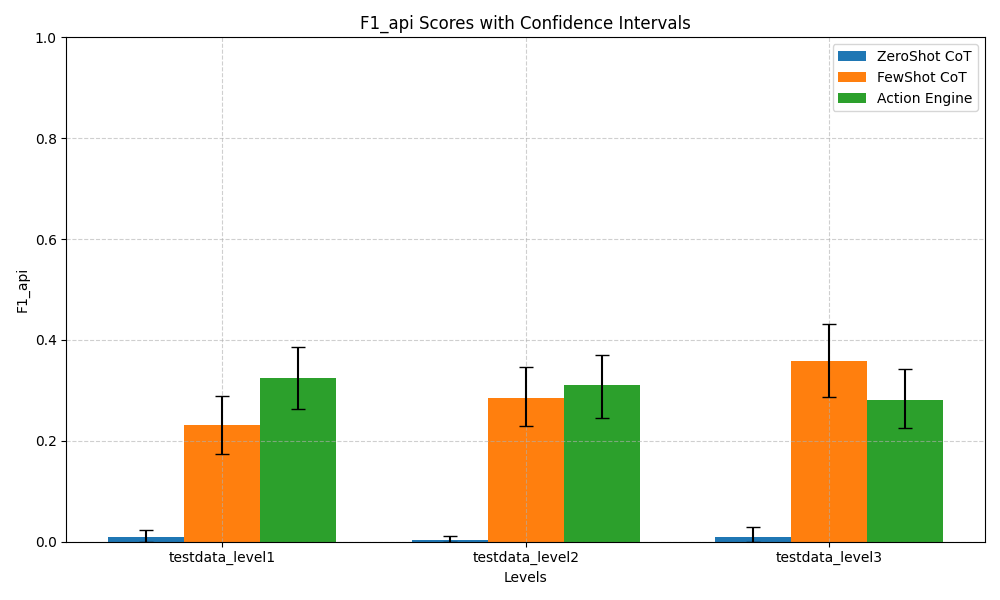 F1_api Scores with Confidence Intervals
ZeroShot CoT
FewShot CoT
Action Engine
F1_api
1.0
0.8
0.6
0.4
0.2
0.0
testdata_level1
testdata_level2
testdata_level3
Levels